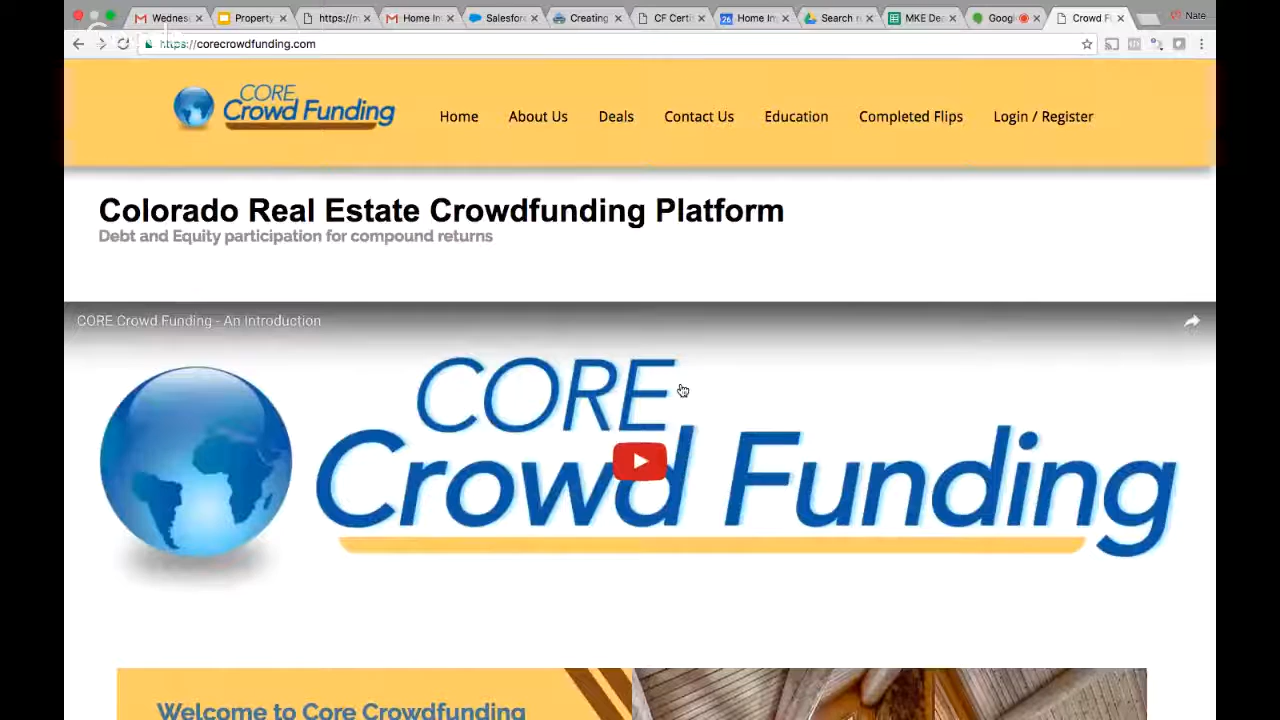 Wednes
Property
https://m
Home In
Salesforc
Creating
CF Certi
26
Home In
Search r
MKE De
Googl
Crowd F
Nate
https://corecrowdfunding.com
CORE
Crowd Funding
Home
About Us
Deals
Contact Us
Education
Completed Flips
Login / Register
Colorado Real Estate Crowdfunding Platform
Debt and Equity participation for compound returns
CORE Crowd Funding - An Introduction
CORE
Crowd Funding
Welcome to Core Crowdfunding